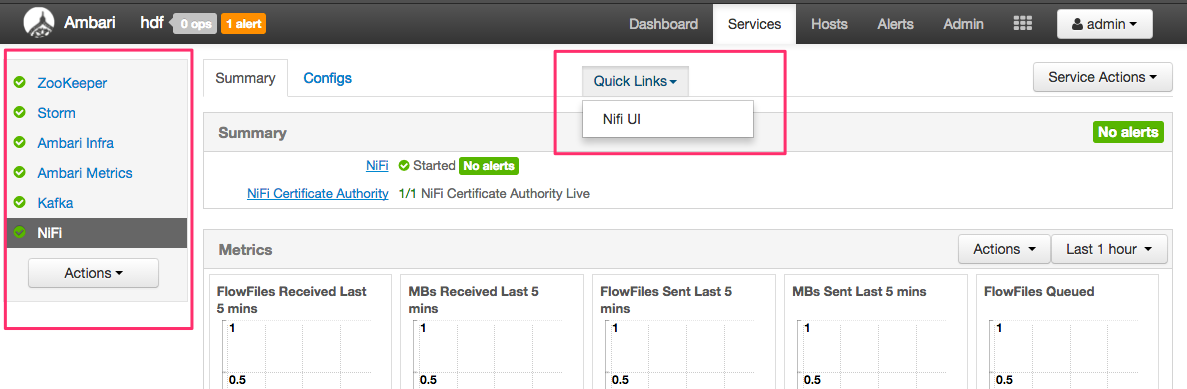 Ambari hdf 0 ops 1 alert Dashboard Services Hosts Alerts Admin admin
ZooKeeper
Storm
Ambari Infra
Ambari Metrics
Kafka
NiFi
Actions
Summary Configs Quick Links Service Actions
Nifi UI
Summary No alerts
NiFi Started No alerts
NiFi Certificate Authority 1/1 NiFi Certificate Authority Live
Metrics Actions Last 1 hour
FlowFiles Received Last
5 mins
MBs Received Last 5
mins
FlowFiles Sent Last 5
mins
MBs Sent Last 5 mins
FlowFiles Queued
1 1 1 1 1
0.5 0.5 0.5 0.5 0.5